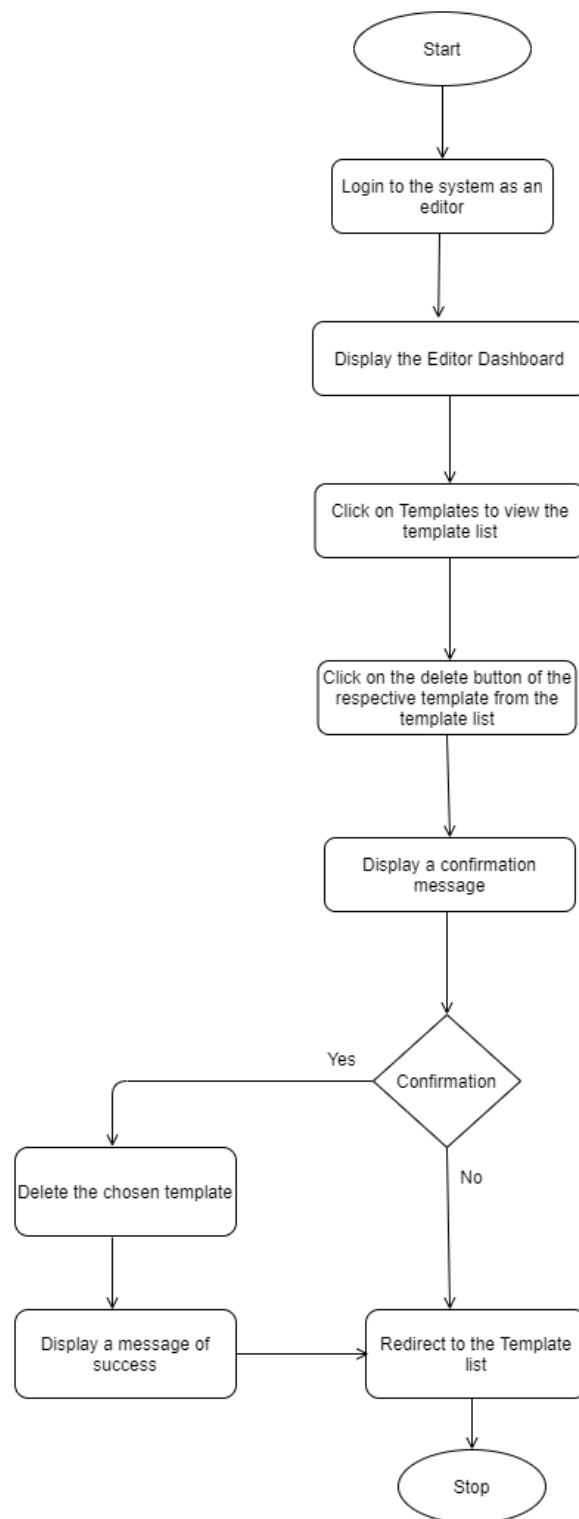 Start
Login to the system as an
editor
Display the Editor Dashboard
Click on Templates to view the
template list
Click on the delete button of the
respective template from the
template list
Display a confirmation
message
Yes
Confirmation
No
Delete the chosen template
Display a message of
success
Redirect to the Template
list
Stop